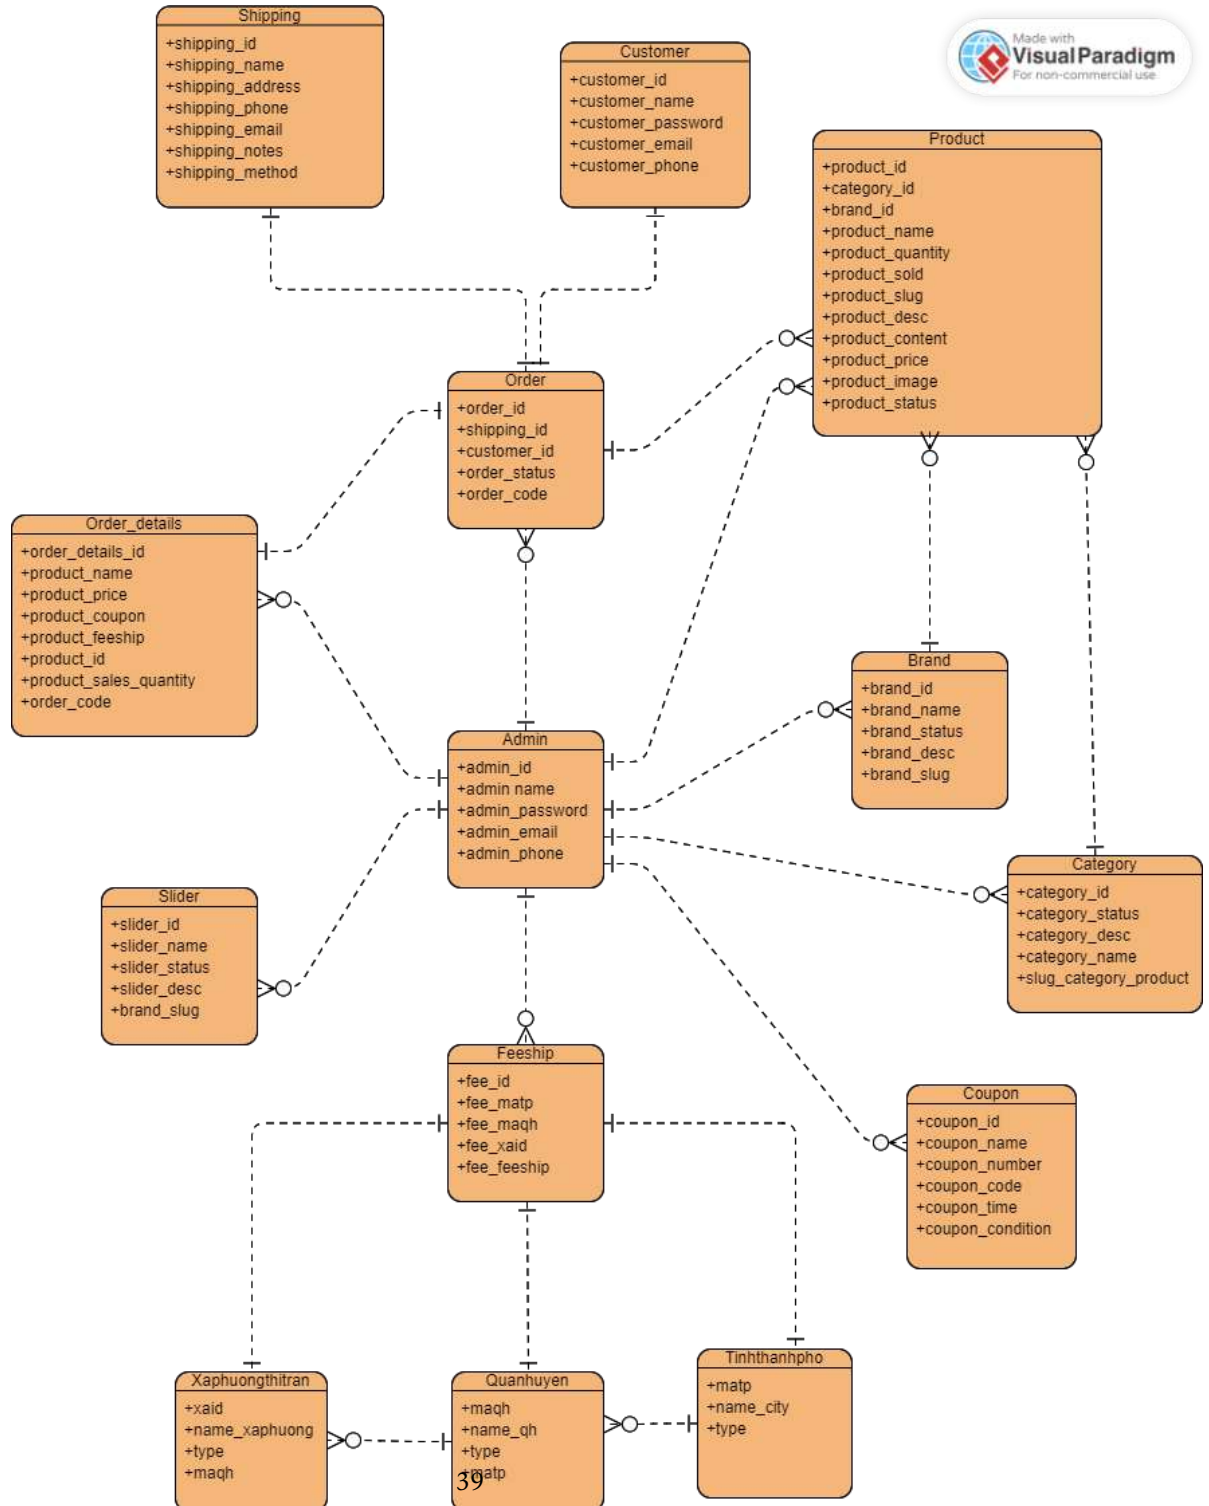 Shipping
+shipping_id
+shipping_name
+shipping_address
+shipping_phone
+shipping_email
+shipping_notes
+shipping_method
Customer
+customer_id
+customer_name
+customer_password
+customer_email
+customer_phone
Made with
Visual Paradigm
For non-commercial use
Product
+product_id
+category_id
+brand_id
+product_name
+product_quantity
+product_sold
+product_slug
+product_desc
+product_content
+product_price
+product_image
+product_status
Order
+order_id
+shipping_id
+customer_id
+order_status
+order_code
Order_details
+order_details_id
+product_name
+product_price
+product_coupon
+product_feeship
+product_id
+product_sales_quantity
+order_code
Brand
+brand_id
+brand_name
+brand_status
+brand_desc
+brand_slug
Admin
+admin_id
+admin name
+admin_password
+admin_email
+admin_phone
Category
+category_id
+category_status
+category_desc
+category_name
+slug_category_product
Slider
+slider_id
+slider_name
+slider_status
+slider_desc
+brand_slug
Feeship
+fee_id
+fee_matp
+fee_maqh
+fee_xaid
+fee_feeship
Coupon
+coupon_id
+coupon_name
+coupon_number
+coupon_code
+coupon_time
+coupon_condition
Xaphuongthitran
+xaid
+name_xaphuong
+type
+maqh
Quanhuyen
+maqh
+name_qh
+type
+matp
Tinhthanhpho
+matp
+name_city
+type
39